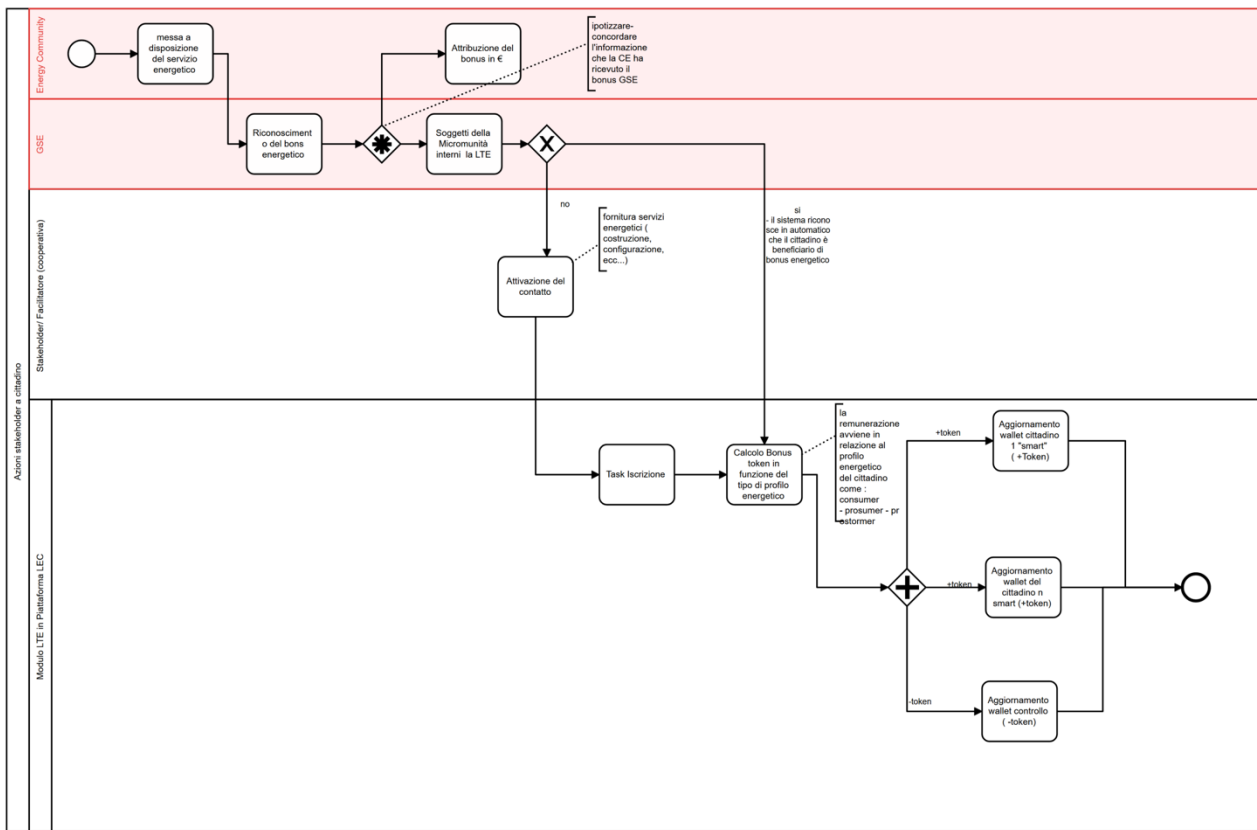 Azioni stakeholder a cittadino
Energy Community
messa a
disposizione
del servizio
energetico
Attribuzione del
bonus in €
ipotizzare-
concordare
l'informazione
che la CE ha
ricevuto il
bonus GSE
GSE
Riconosciment
o del bons
energetico
Soggetti della
Micromunità
interni la LTE
X
Stakeholder/ Facilitatore (cooperativa)
no
fornitura servizi
energetici (
costruzione,
configurazione,
ecc...)
si
- il sistema ricono
sce in automatico
che il cittadino è
beneficiario di
bonus energetico
Attivazione del
contatto
Modulo LTE in Piattaforma LEC
Task Iscrizione
Calcolo Bonus
token in
funzione del
tipo di profilo
energetico
la
remunerazione
avviene in
relazione al
profilo
energetico
del cittadino
come :
consumer
- prosumer - pr
ostormer
+token
Aggiornamento
wallet cittadino
1 "smart"
( +Token)
+token
Aggiornamento
wallet del
cittadino n
smart (+token)
-token
Aggiornamento
wallet controllo
( -token)